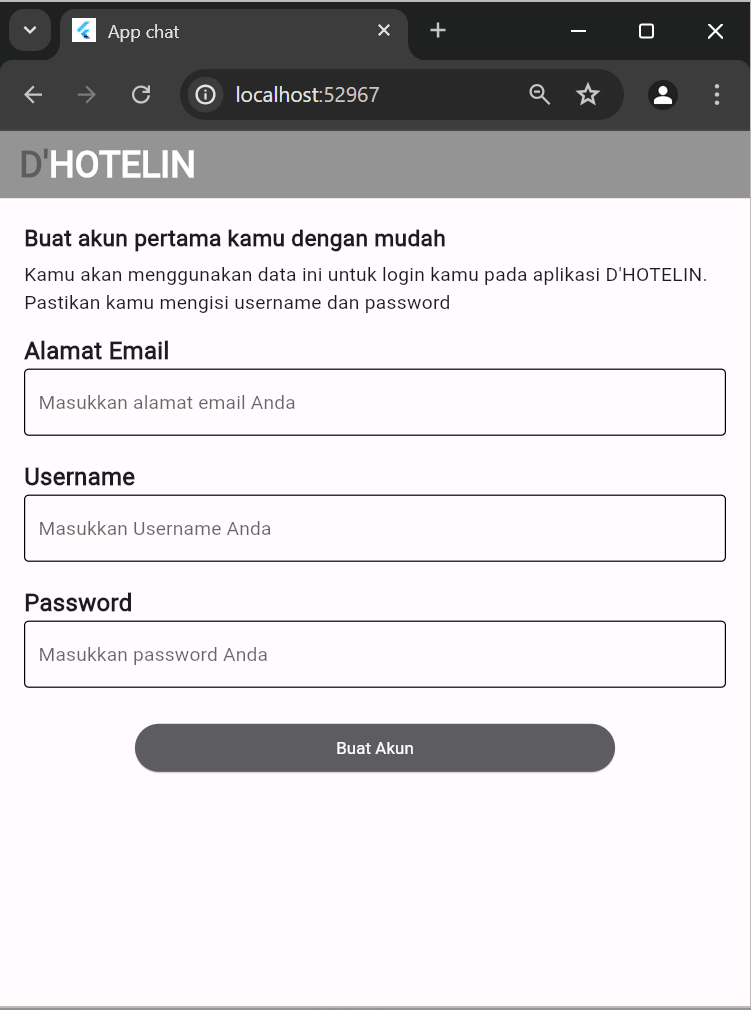 App chat
localhost:52967
D'HOTELIN
Buat akun pertama kamu dengan mudah
Kamu akan menggunakan data ini untuk login kamu pada aplikasi D'HOTELIN.
Pastikan kamu mengisi username dan password
Alamat Email
Masukkan alamat email Anda
Username
Masukkan Username Anda
Password
Masukkan password Anda
Buat Akun